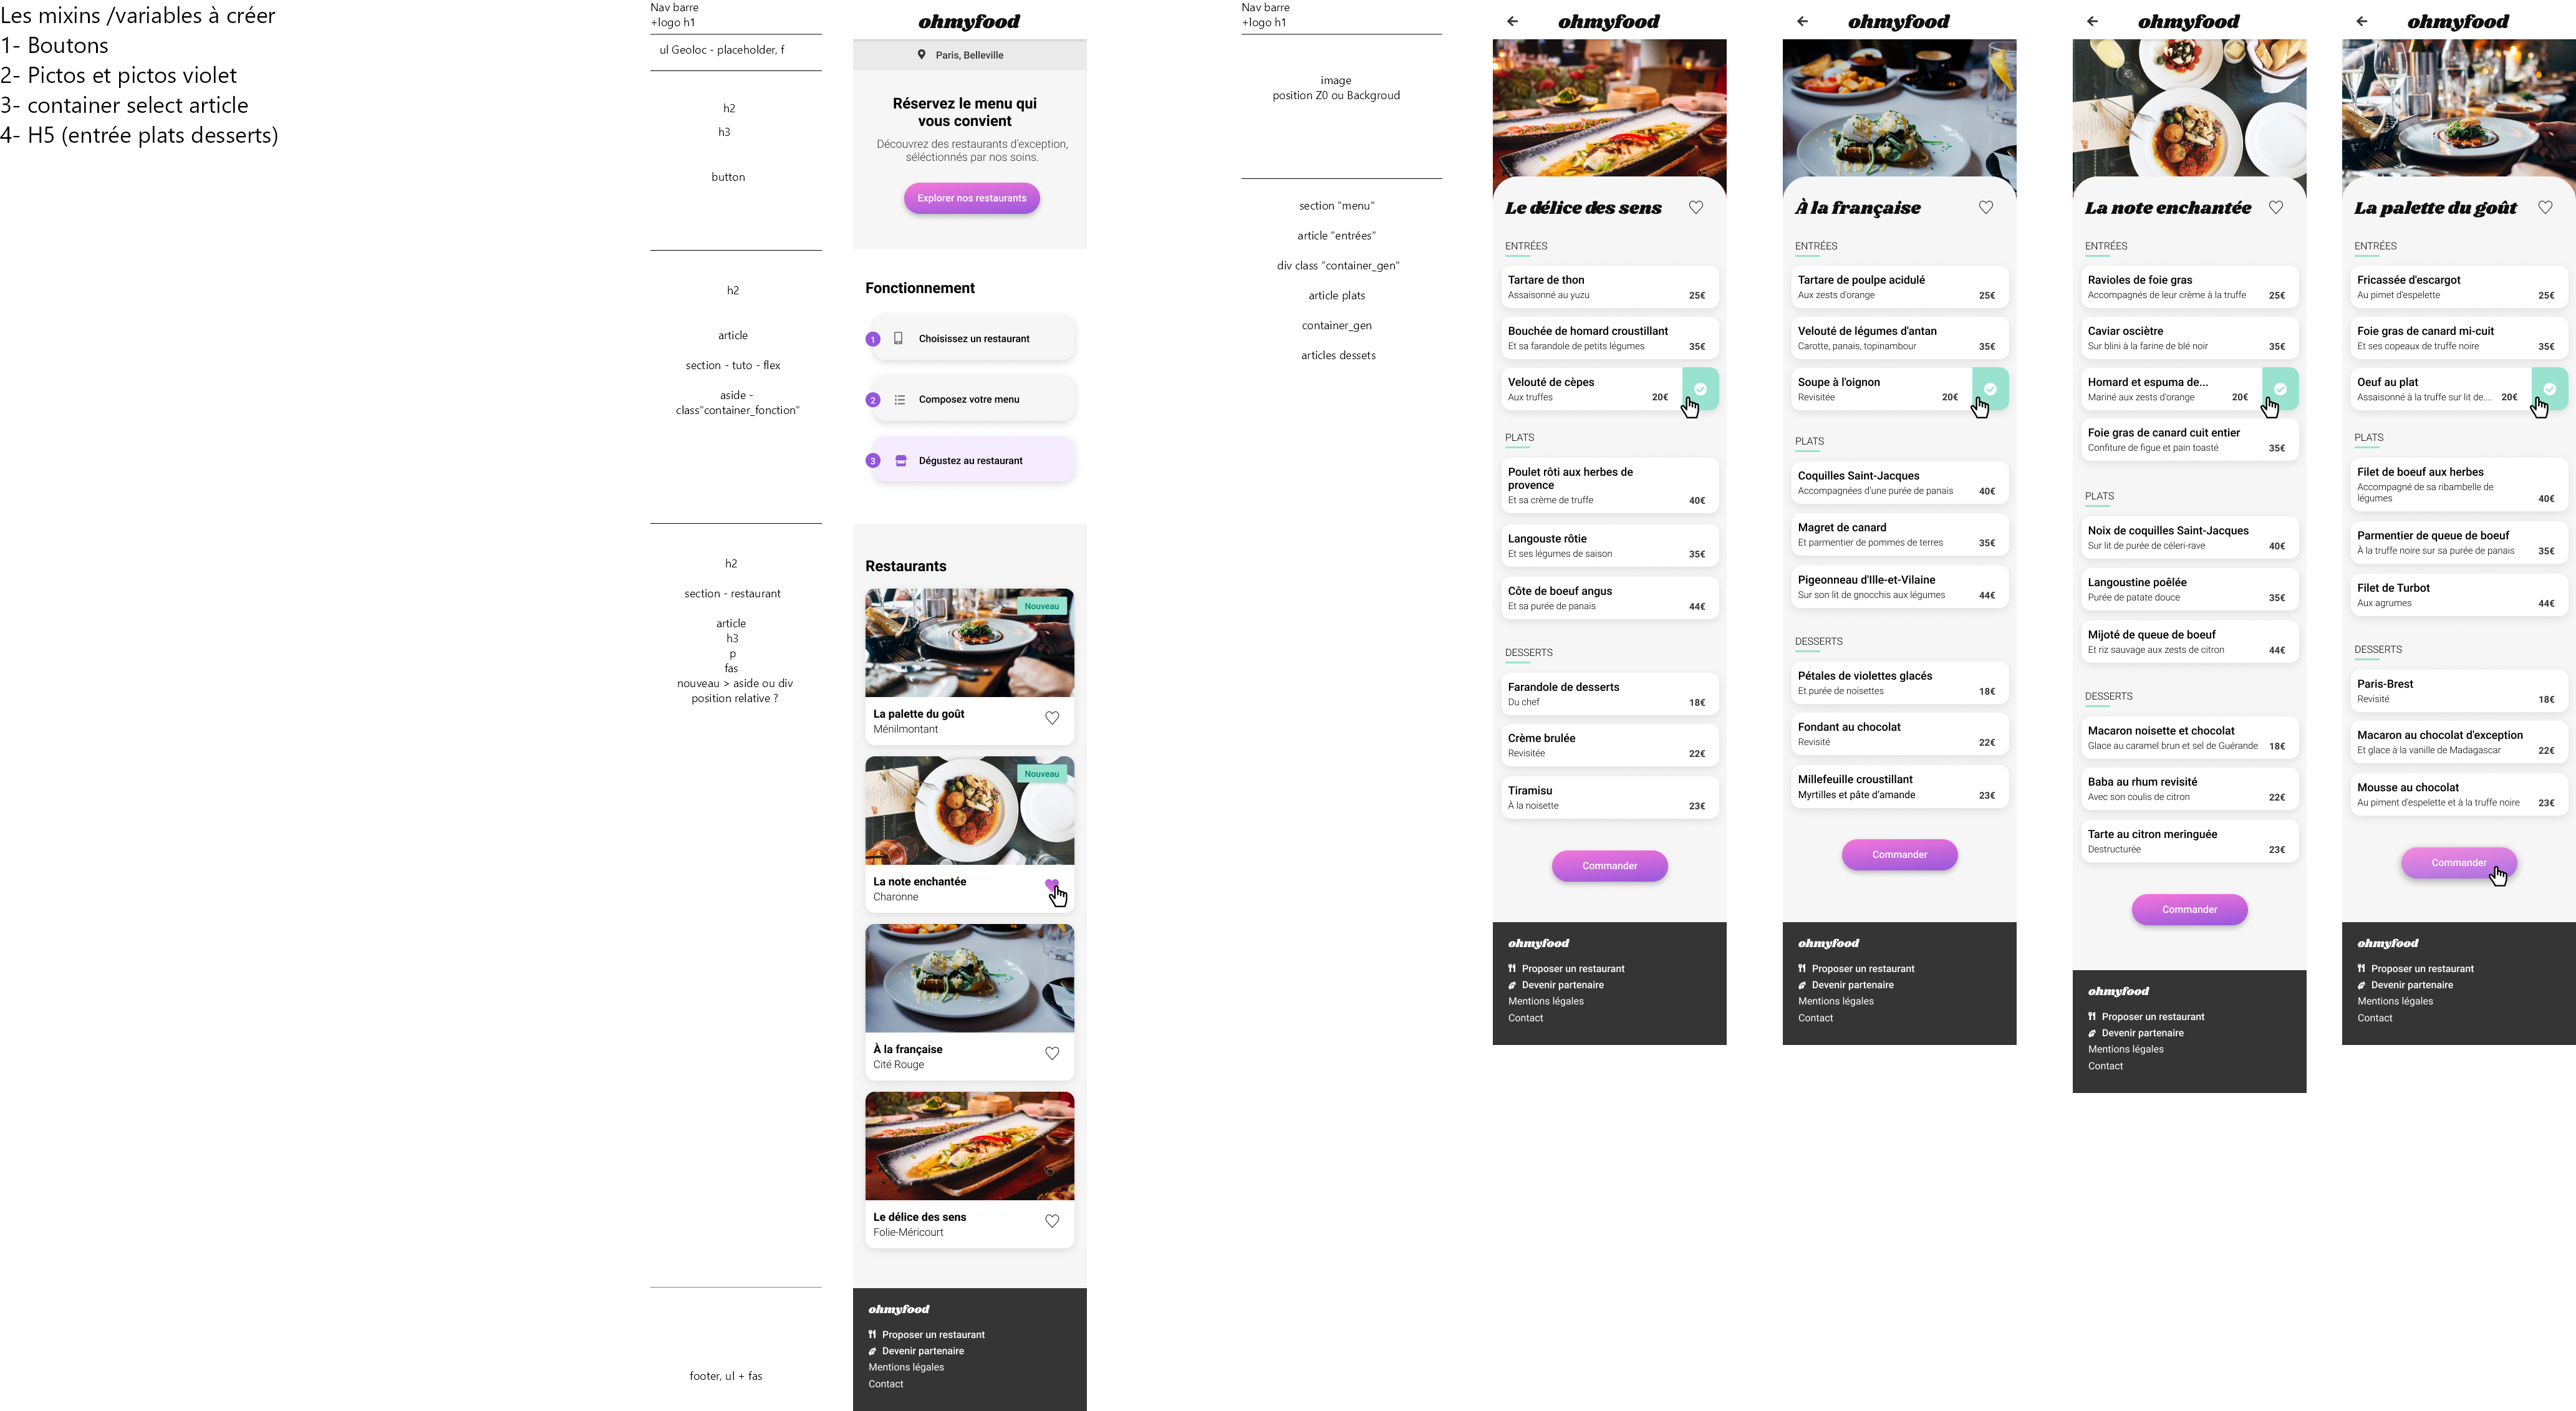 Les mixins /variables à créer
1- Boutons
2- Pictos et pictos violet
3- container select article
4- H5 (entrée plats desserts)
Nav barre
+logo h1
ul Geoloc - placeholder, f
h2
h3
button
h2
article
section - tuto - flex
aside -
class"container_fonction"
h2
section - restaurant
article
h3
p
fas
nouveau > aside ou div
position relative ?
footer, ul + fas
ohmyfood
Paris, Belleville
Réservez le menu qui
vous convient
Découvrez des restaurants d'exception,
séléctionnés par nos soins.
Explorer nos restaurants
Fonctionnement
1 Choisissez un restaurant
2 Composez votre menu
3 Dégustez au restaurant
Restaurants
Nouveau
La palette du goût
Ménilmontant
Nouveau
La note enchantée
Charonne
À la française
Cité Rouge
Le délice des sens
Folie-Méricourt
ohmyfood
Proposer un restaurant
Devenir partenaire
Mentions légales
Contact
Nav barre
+logo h1
image
position Z0 ou Backgroud
section "menu"
article "entrées"
div class "container_gen"
article plats
container_gen
articles dessets
ohmyfood
Le délice des sens
ENTRÉES
Tartare de thon
Assaisonné au yuzu 25€
Bouchée de homard croustillant
Et sa farandole de petits légumes 35€
Velouté de cèpes
Aux truffes 20€
PLATS
Poulet rôti aux herbes de
provence
Et sa crème de truffe 40€
Langouste rôtie
Et ses légumes de saison 35€
Côte de boeuf angus
Et sa purée de panais 44€
DESSERTS
Farandole de desserts
Du chef 18€
Crème brulée
Revisitée 22€
Tiramisu
À la noisette 23€
Commander
ohmyfood
Proposer un restaurant
Devenir partenaire
Mentions légales
Contact
ohmyfood
À la française
ENTRÉES
Tartare de poulpe acidulé
Aux zests d'orange 25€
Velouté de légumes d'antan
Carotte, panais, topinambour 35€
Soupe à l'oignon
Revisitée 20€
PLATS
Coquilles Saint-Jacques
Accompagnées d'une purée de panais 40€
Magret de canard
Et parmentier de pommes de terres 35€
Pigeonneau d'Ille-et-Vilaine
Sur son lit de gnocchis aux légumes 44€
DESSERTS
Pétales de violettes glacés
Et purée de noisettes 18€
Fondant au chocolat
Revisité 22€
Millefeuille croustillant
Myrtilles et pâte d'amande 23€
Commander
ohmyfood
Proposer un restaurant
Devenir partenaire
Mentions légales
Contact
ohmyfood
La note enchantée
ENTRÉES
Ravioles de foie gras
Accompagnés de leur crème à la truffe 25€
Caviar oscièttre
Sur blini à la farine de blé noir 35€
Homard et espuma de...
Mariné aux zests d'orange 20€
Foie gras de canard cuit entier
Confiture de figue et pain toasté 35€
PLATS
Noix de coquilles Saint-Jacques
Sur lit de purée de céleri-rave 40€
Langoustine poêlée
Purée de patate douce 35€
Mijoté de queue de boeuf
Et riz sauvage aux zests de citron 44€
DESSERTS
Macaron noisette et chocolat
Glace au caramel brun et sel de Guérande 18€
Baba au rhum revisité
Avec son coulis de citron 22€
Tarte au citron meringuée
Destructurée 23€
Commander
ohmyfood
Proposer un restaurant
Devenir partenaire
Mentions légales
Contact
ohmyfood
La palette du goût
ENTRÉES
Fricassée d'escargot
Au pimet d'espelette 25€
Foie gras de canard mi-cuit
Et ses copeaux de truffe noire 35€
Oeuf au plat
Assaisonné à la truffe sur lit de.... 20€
PLATS
Filet de boeuf aux herbes
Accompagné de sa ribambelle de
légumes 40€
Parmentier de queue de boeuf
À la truffe noire sur sa purée de panais 35€
Filet de Turbot
Aux agrumes 44€
DESSERTS
Paris-Brest
Revisité 18€
Macaron au chocolat d'exception
Et glace à la vanille de Madagascar 22€
Mousse au chocolat
Au piment d'espelette et à la truffe noire 23€
Commander
ohmyfood
Proposer un restaurant
Devenir partenaire
Mentions légales
Contact